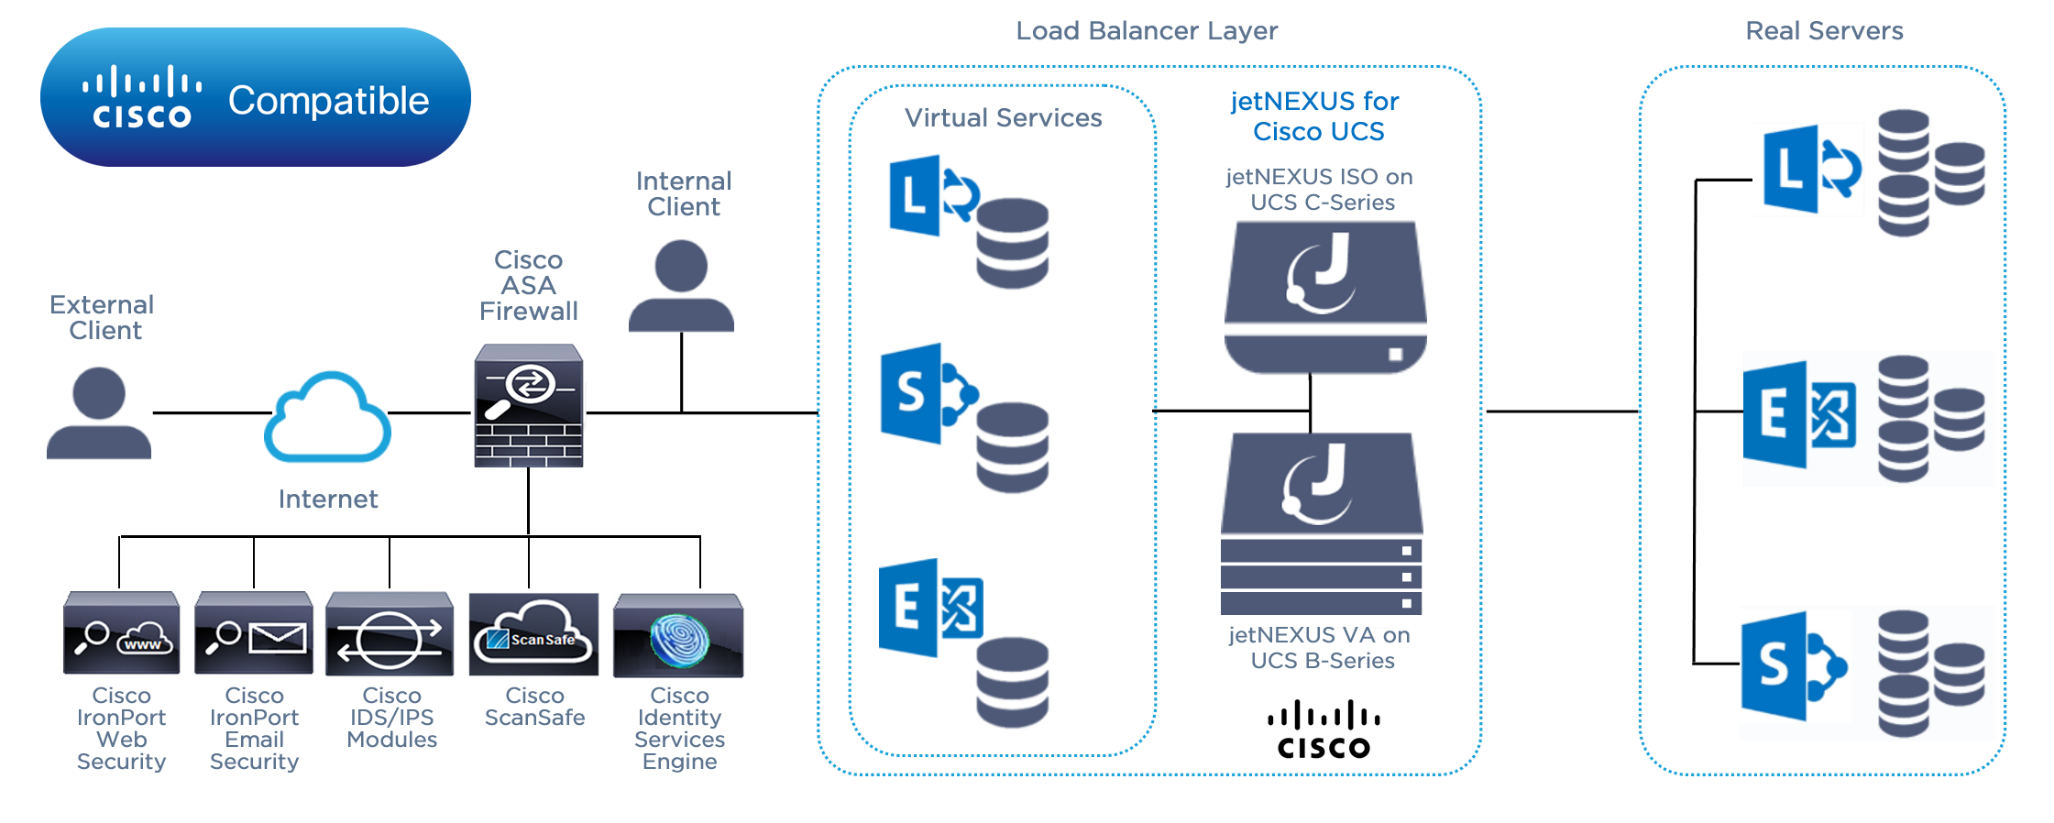 CISCO Compatible
External
Client
Internet
Cisco
ASA
Firewall
Internal
Client
www
Scan Safe
Cisco
IronPort
Web
Security
Cisco
IronPort
Email
Security
Cisco
IDS/IPS
Modules
Cisco
ScanSafe
Cisco
Identity
Services
Engine
Load Balancer Layer
Virtual Services
L
S
E
jetNEXUS for
Cisco UCS
jetNEXUS ISO on
UCS C-Series
J
J
jetNEXUS VA on
UCS B-Series
CISCO
Real Servers
L
E
S